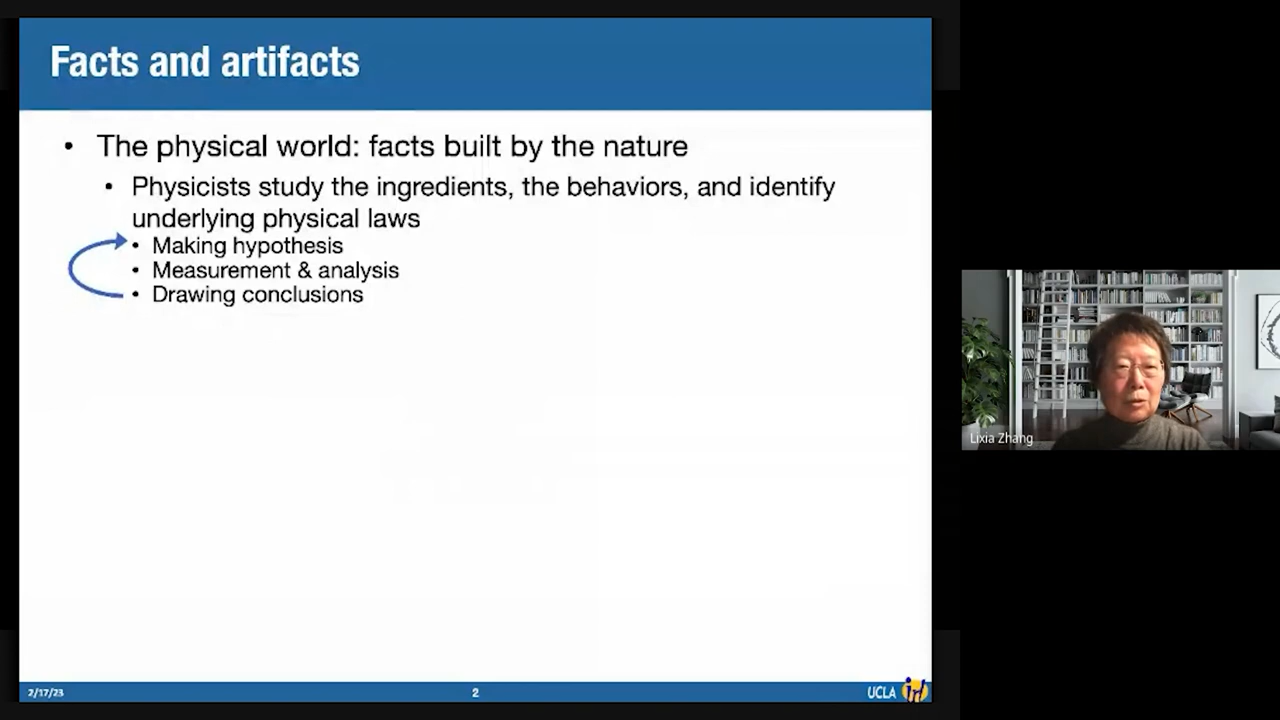 Facts and artifacts
• The physical world: facts built by the nature
• Physicists study the ingredients, the behaviors, and identify
underlying physical laws
• Making hypothesis
• Measurement & analysis
• Drawing conclusions
Lixia Zhang
2/17/23
2
UCLA irl